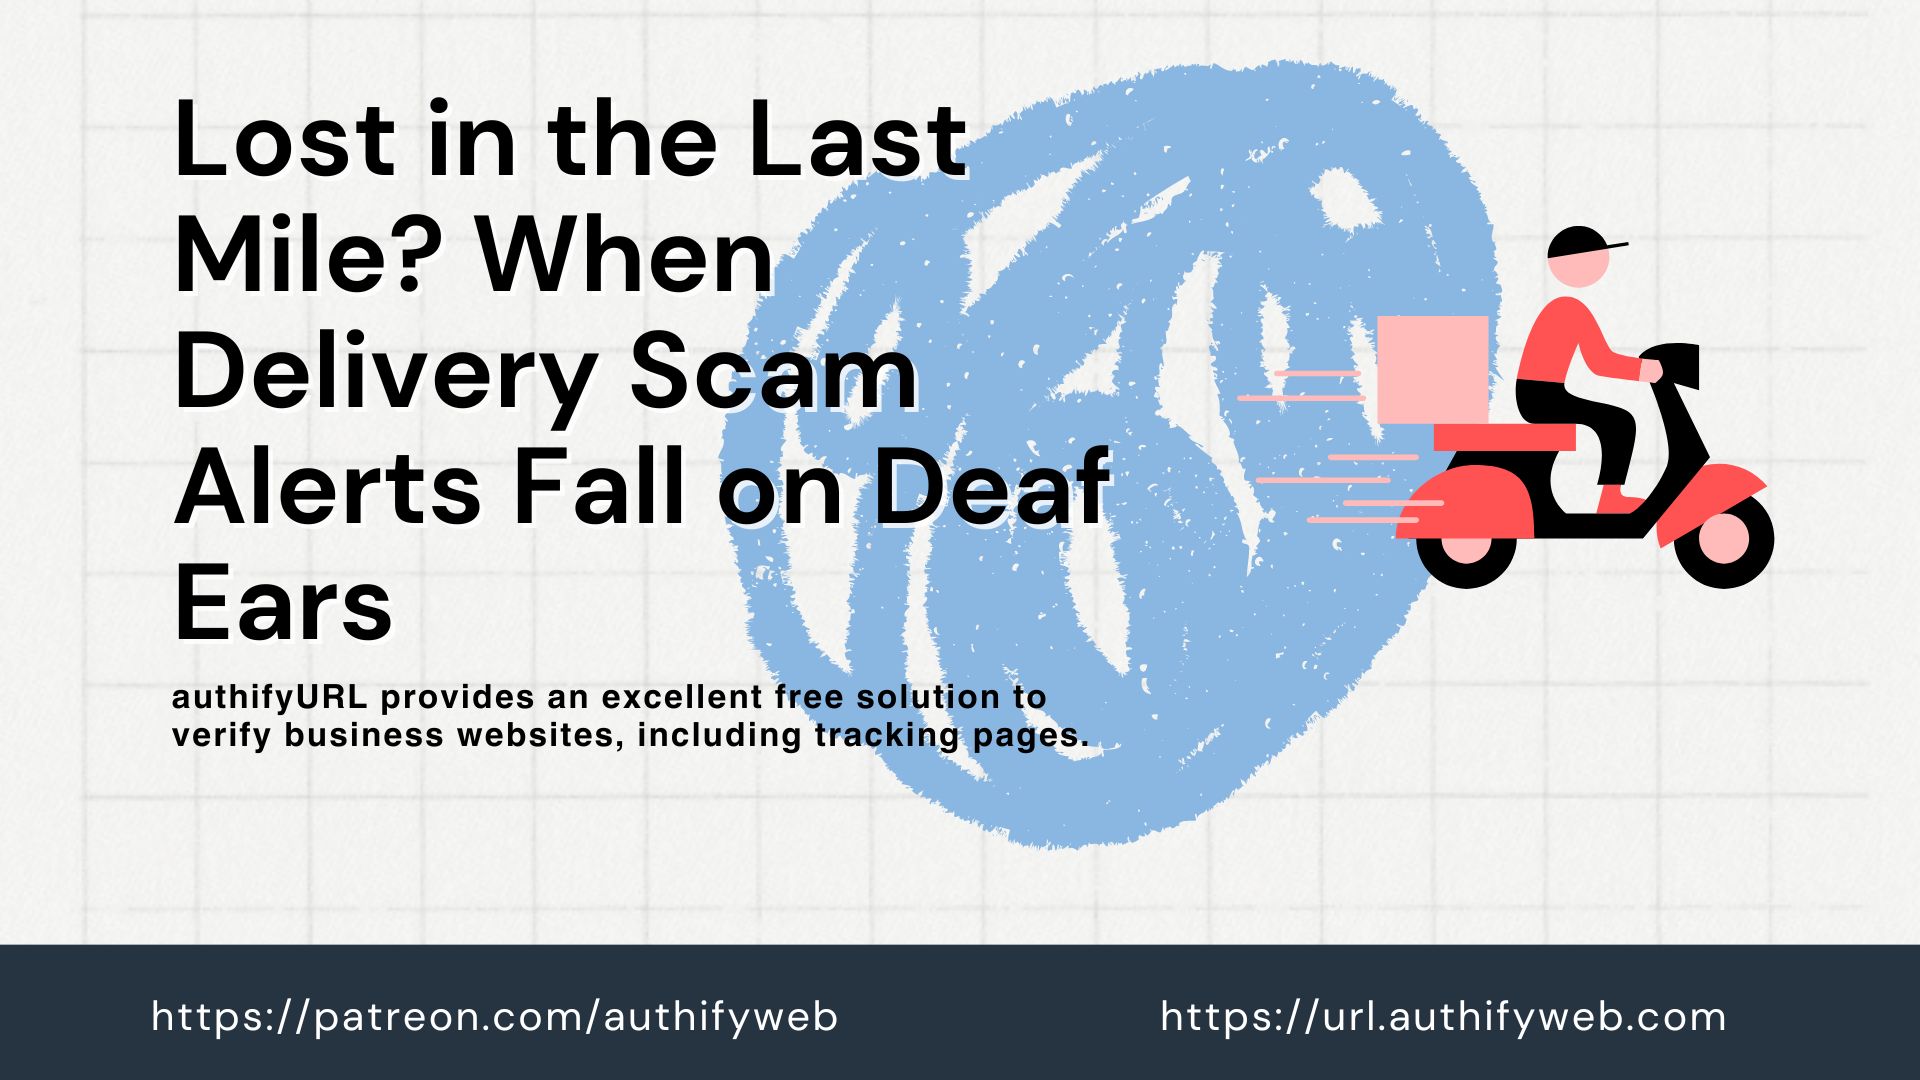 Lost in the Last
Mile? When
Delivery Scam
Alerts Fall on Deaf
Ears
authifyURL provides an excellent free solution to
verify business websites, including tracking pages.
https://patreon.com/authifyweb
https://url.authifyweb.com